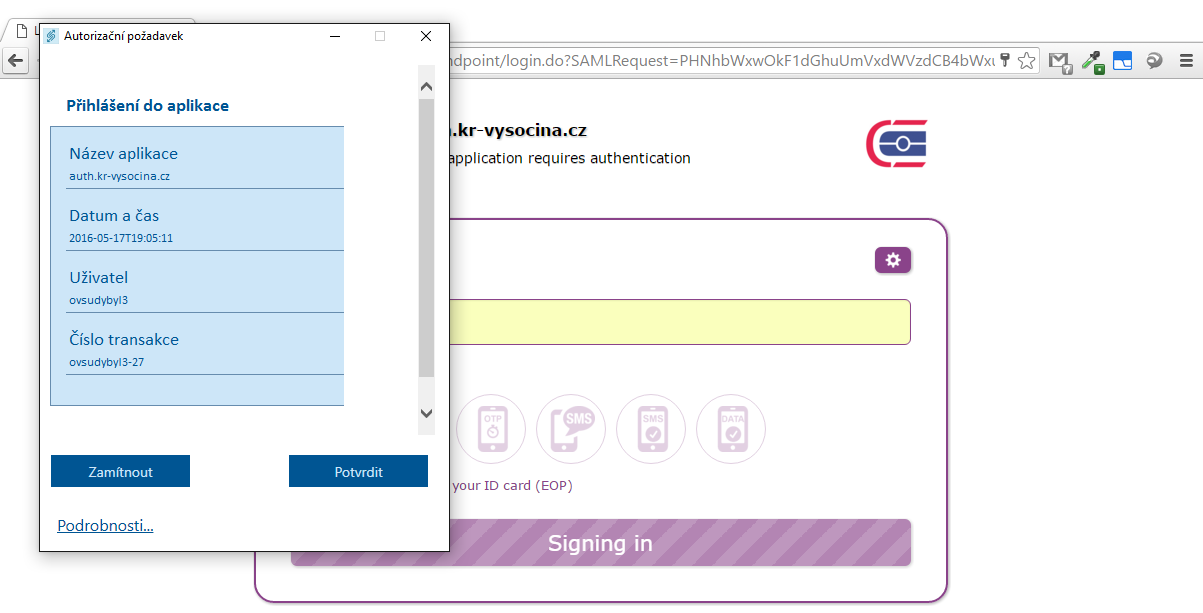 Autorizační požadavek
ndpoint/login.do?SAMLRequest=PHNhbWxwOkF1dGhuUmVxdWVzdCB4bWxu
Přihlášení do aplikace
.kr-vysocina.cz
application requires authentication
Název aplikace
auth.kr-vysocina.cz
Datum a čas
2016-05-17T19:05:11
Uživatel
ovsudybyl3
Číslo transakce
ovsudybyl3-27
OTP
SMS
SMS
DATA
Zamítnout
Potvrdit
your ID card (EOP)
Podrobnosti...
Signing in